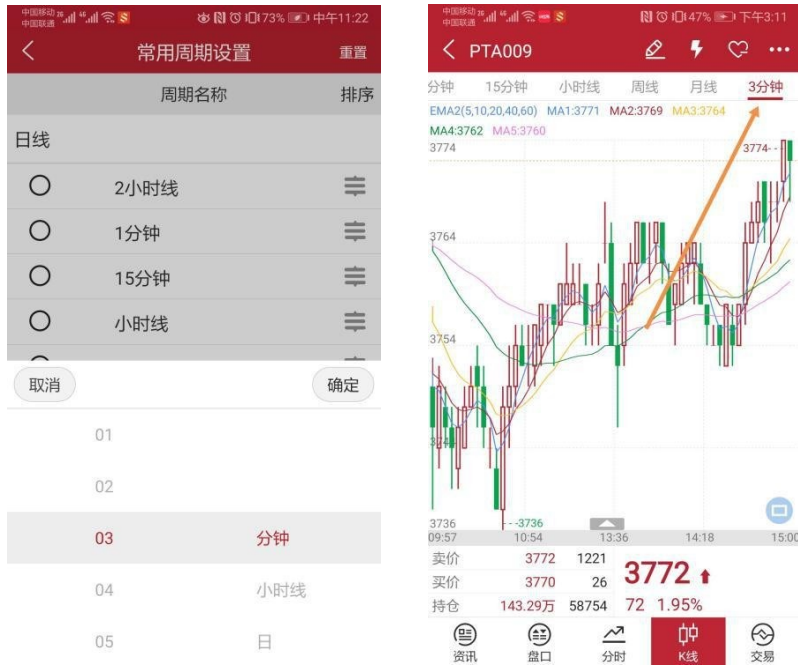 中国移动 26 46
中国联通
73% 中午11:22
常用周期设置
重置
周期名称
排序
日线
2小时线
1分钟
15分钟
小时线
取消
确定
01
02
03 分钟
04 小时线
05 日
中国移动 26 46
中国联通
47% 下午3:11
PTA009
分钟 15分钟 小时线 周线 月线 3分钟
EMA2(5,10,20,40,60) MA1:3771 MA2:3769 MA3:3764
MA4:3762 MA5:3760
3774
3774
3764
3754
3736
3736
09:57 10:54 13:36 14:18 15:00
卖价 3772 1221
买价 3770 26
3772
持仓 143.29万 58754 72 1.95%
资讯 盘口 分时 K线 交易